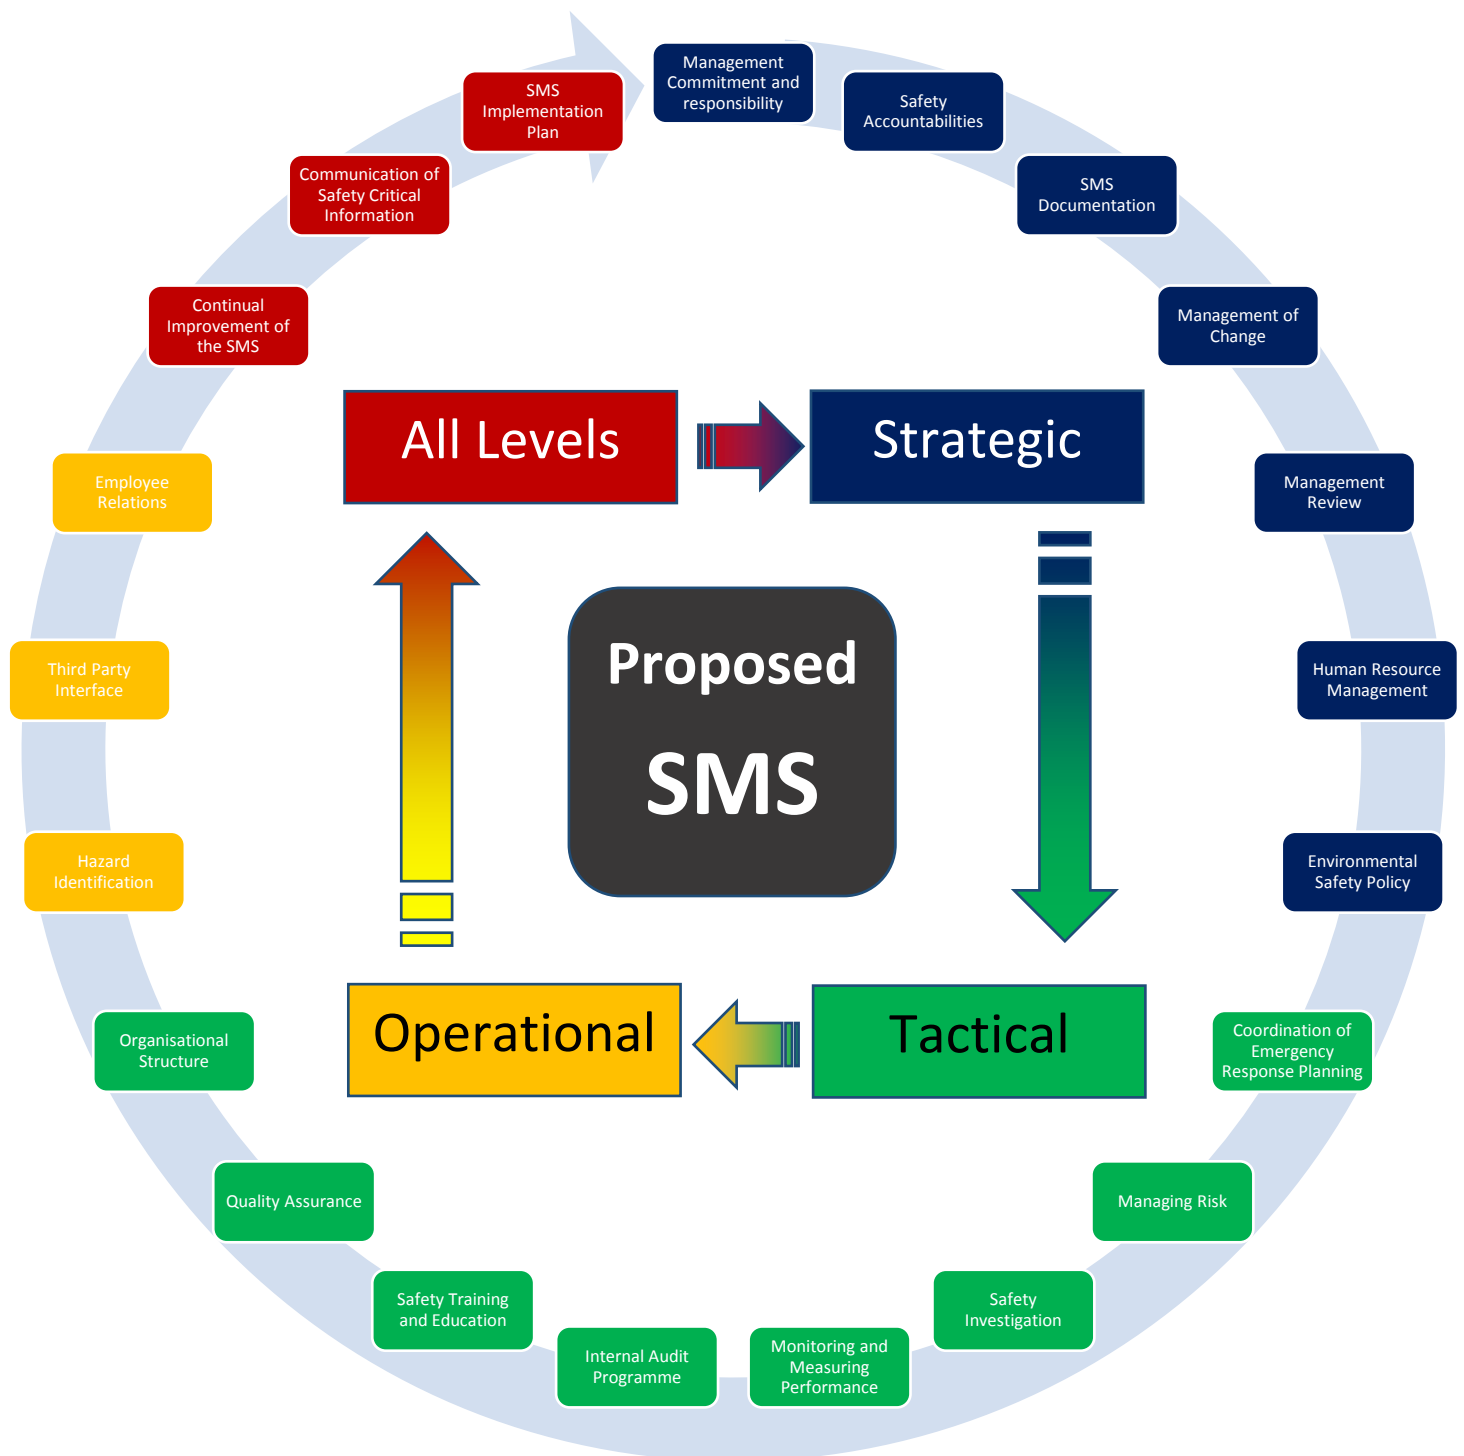 Management
Commitment and
responsibility
Safety
Accountabilities
SMS
Documentation
Management of
Change
Management
Review
Human Resource
Management
Environmental
Safety Policy
Coordination of
Emergency
Response Planning
Managing Risk
Safety
Investigation
Monitoring and
Measuring
Performance
Internal Audit
Programme
Safety Training
and Education
Quality Assurance
Organisational
Structure
Hazard
Identification
Third Party
Interface
Employee
Relations
Continual
Improvement of
the SMS
Communication of
Safety Critical
Information
SMS
Implementation
Plan
All Levels
Strategic
Proposed
SMS
Operational
Tactical